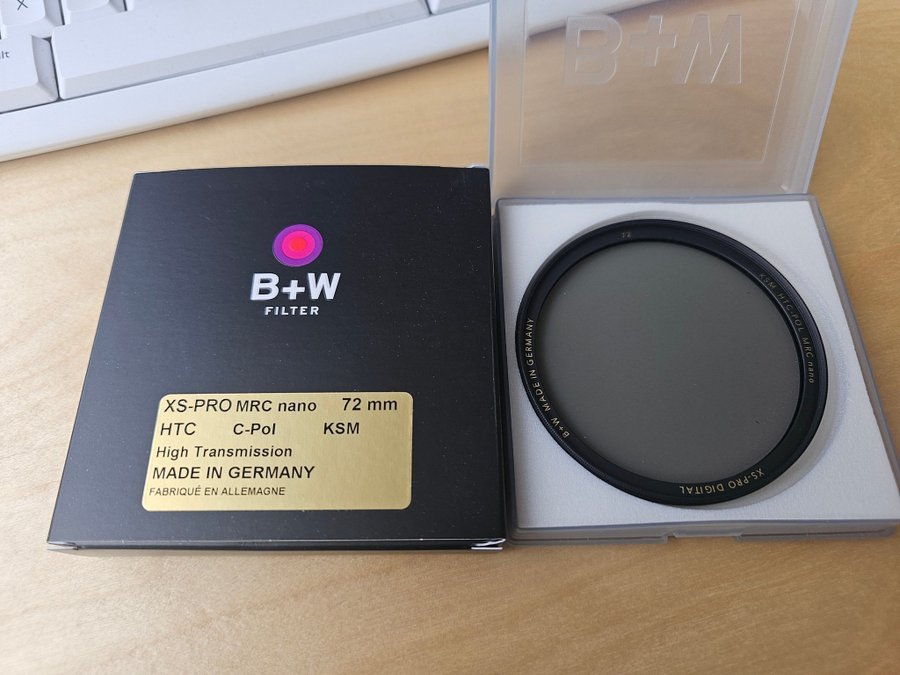 X
lt
B+W
B+W
FILTER
XS-PRO MRC nano 72 mm
HTC C-Pol KSM
High Transmission
MADE IN GERMANY
FABRIQUÉ EN ALLEMAGNE
72
KSM HTC-POL MRC nano
B+W MADE IN GERMANY
XS-PRO DIGITAL